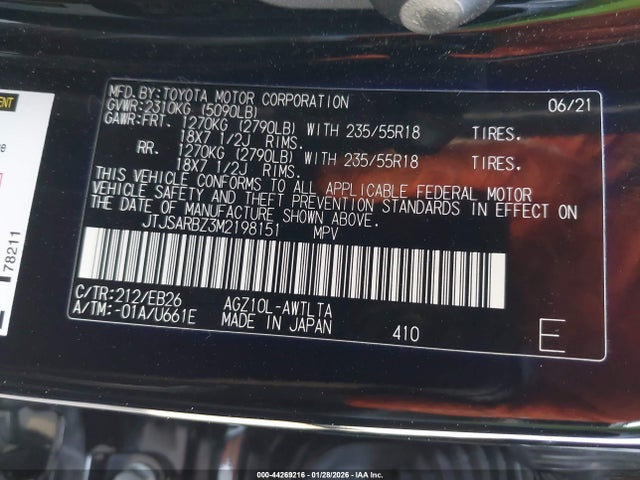 MFD.BY:TOYOTA MOTOR CORPORATION 06/21
GVWR:2310KG (5090LB)
GAWR:FRT. 1270KG (2790LB) WITH 235/55R18 TIRES.
18X7 1/2J RIMS.
RR. 1270KG (2790LB) WITH 235/55R18 TIRES.
18X7 1/2J RIMS.
THIS VEHICLE CONFORMS TO ALL APPLICABLE FEDERAL MOTOR
VEHICLE SAFETY AND THEFT PREVENTION STANDARDS IN EFFECT ON
THE DATE OF MANUFACTURE SHOWN ABOVE.
JTJSARBZ3M2198151 MPV
C/TR:212/EB26 AGZ10L-AWTLTA
A/TM:-01A/U661E MADE IN JAPAN 410 E
78211
000-44269216 - 01/28/2026 - IAA Inc.